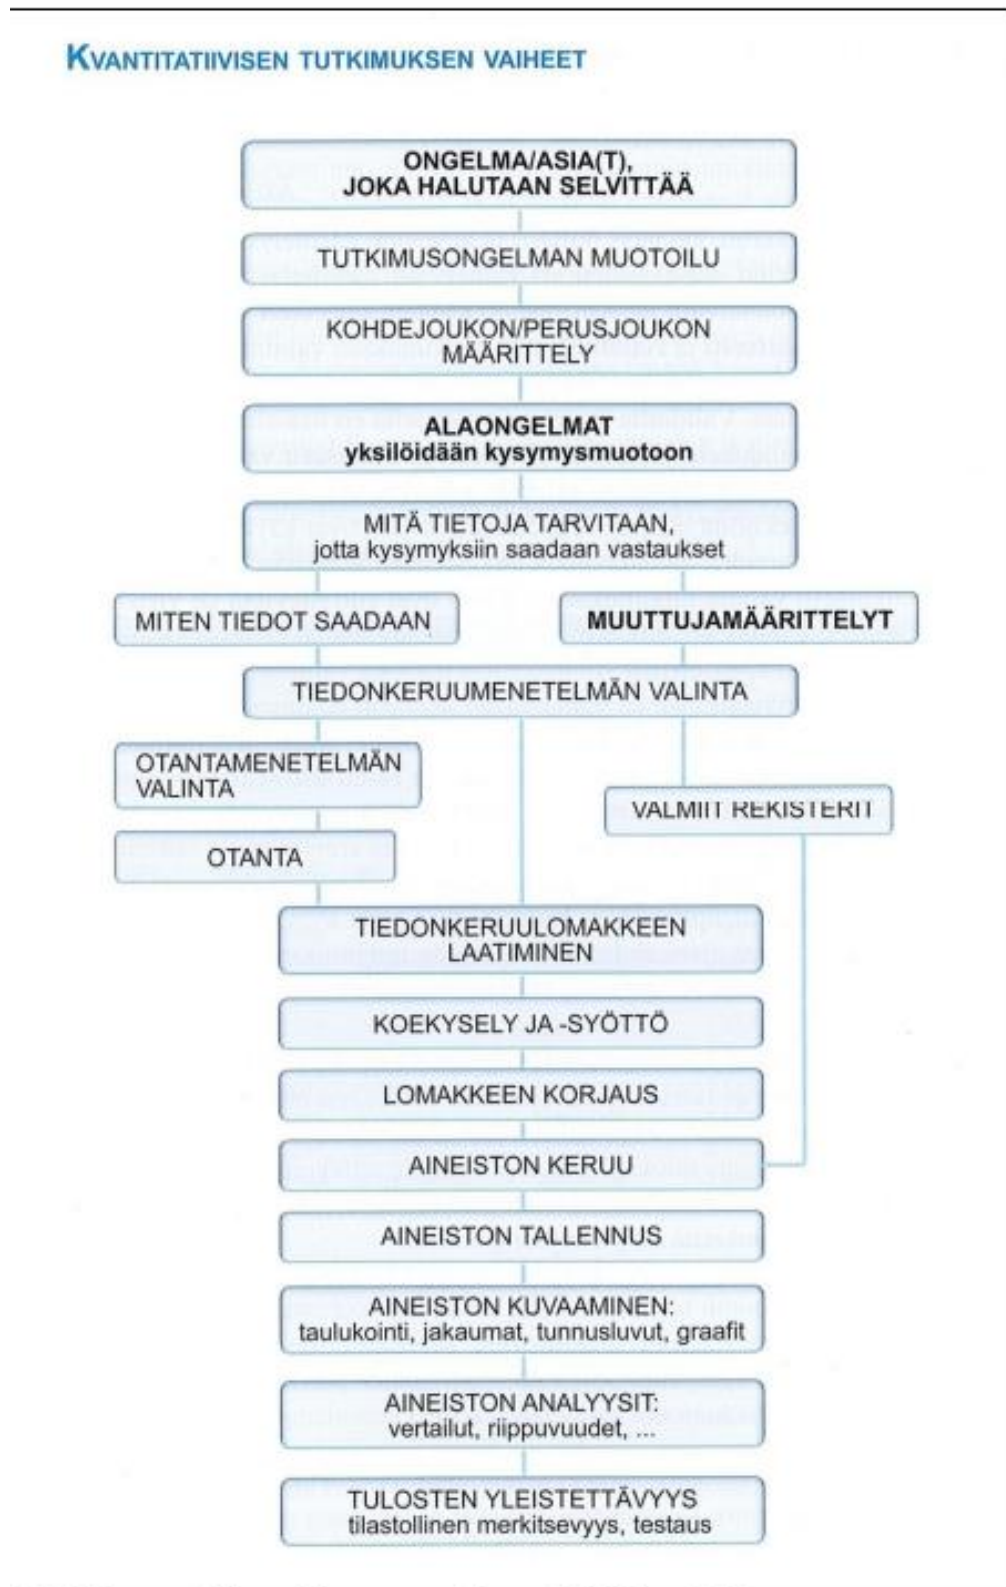 KVANTITATIIVISEN TUTKIMUKSEN VAIHEET
ONGELMA/ASIA(T),
JOKA HALUTAAN SELVITTÄÄ
TUTKIMUSONGELMAN MUOTOILU
KOHDEJOUKON/PERUSJOUKON
MÄÄRITTELY
ALAONGELMAT
yksilöidään kysymysmuotoon
MITÄ TIETOJA TARVITAAN,
jotta kysymyksiin saadaan vastaukset
MITEN TIEDOT SAADAAN
MUUTTUJAMÄÄRITTELYT
TIEDONKERUUMENETELMÄN VALINTA
OTANTAMENETELMÄN
VALINTA
VALMIIT REKISTERIT
OTANTA
TIEDONKERUULOMAKKEEN
LAATIMINEN
KOEKYSELY JA -SYÖTTÖ
LOMAKKEEN KORJAUS
AINEISTON KERUU
AINEISTON TALLENNUS
AINEISTON KUVAAMINEN:
taulukointi, jakaumat, tunnusluvut, graafit
AINEISTON ANALYYSIT:
vertailut, riippuvuudet, ...
TULOSTEN YLEISTETTÄVYYS
tilastollinen merkitsevyys, testaus